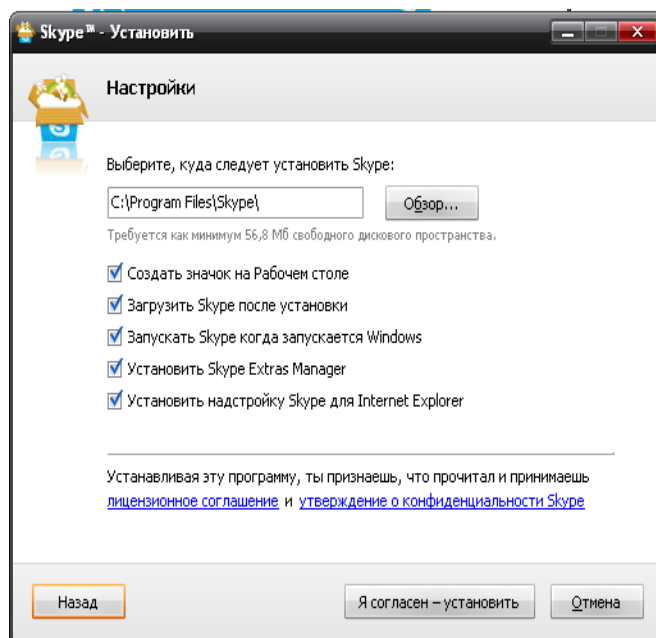 Skype™ - Установить
Настройки
Выберите, куда следует установить Skype:
C:\Program Files\Skype\
Обзор...
Требуется как минимум 56,8 Мб свободного дискового пространства.
Создать значок на Рабочем столе
Загрузить Skype после установки
Запускать Skype когда запускается Windows
Установить Skype Extras Manager
Установить надстройку Skype для Internet Explorer
Устанавливая эту программу, ты признаешь, что прочитал и принимаешь
лицензионное соглашение и утверждение о конфиденциальности Skype
Назад
Я согласен – установить
Отмена